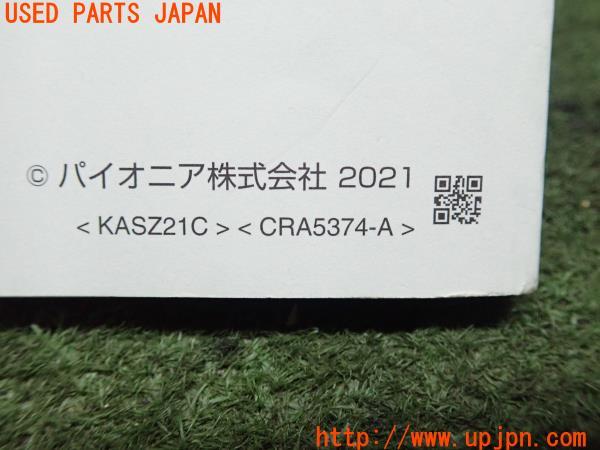 USED PARTS JAPAN
© パイオニア株式会社 2021
< KASZ21C > < CRA5374-A >
http://www.upjpn.com